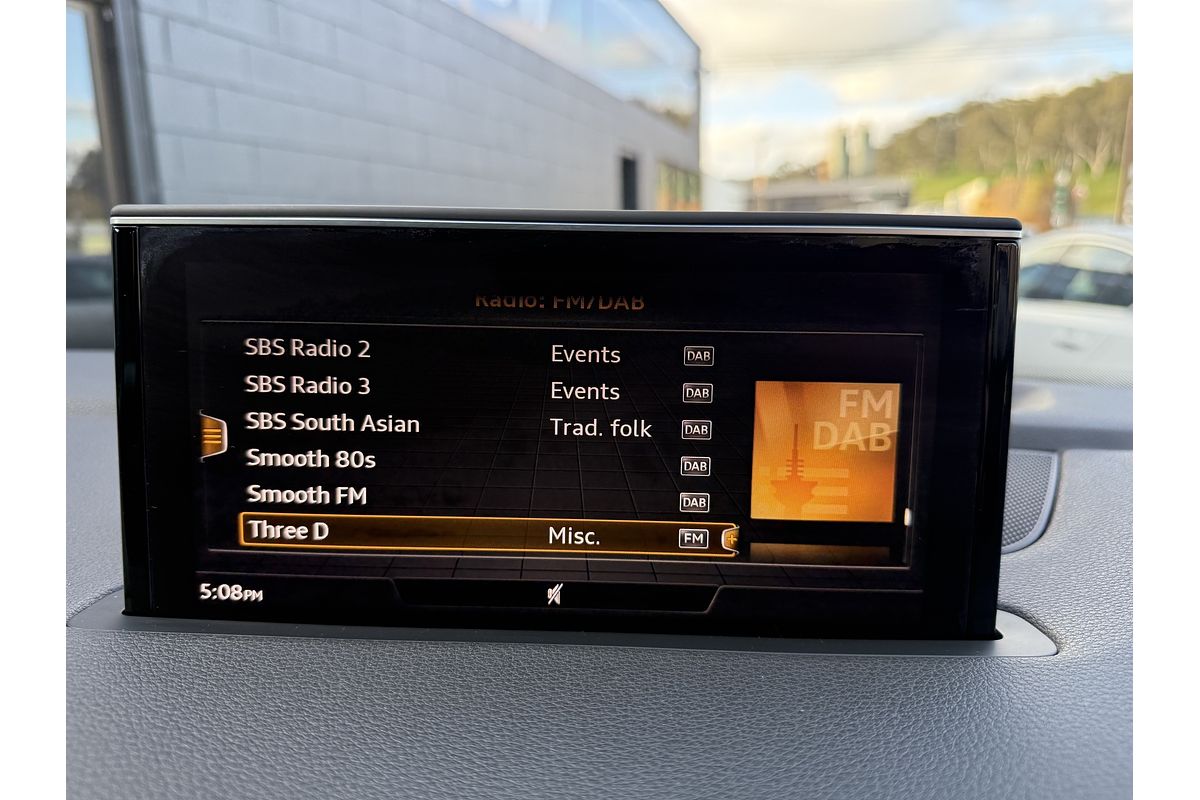 Radio: FM/DAB
SBS Radio 2 Events DAB
SBS Radio 3 Events DAB
SBS South Asian Trad. folk DAB
Smooth 80s DAB
Smooth FM DAB
Three D Misc. FM +
FM
DAB
5:08PM